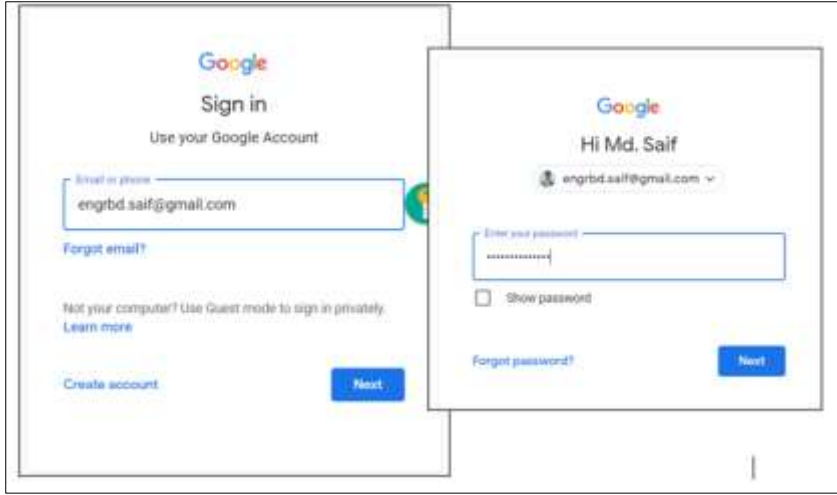 Google
Sign in
Use your Google Account
Email or phone
engrbd.saif@gmail.com
Forgot email?
Not your computer? Use Guest mode to sign in privately.
Learn more
Create account
Next
Google
Hi Md. Saif
engrbd.saif@gmail.com
Enter your password
Show password
Forgot password?
Next